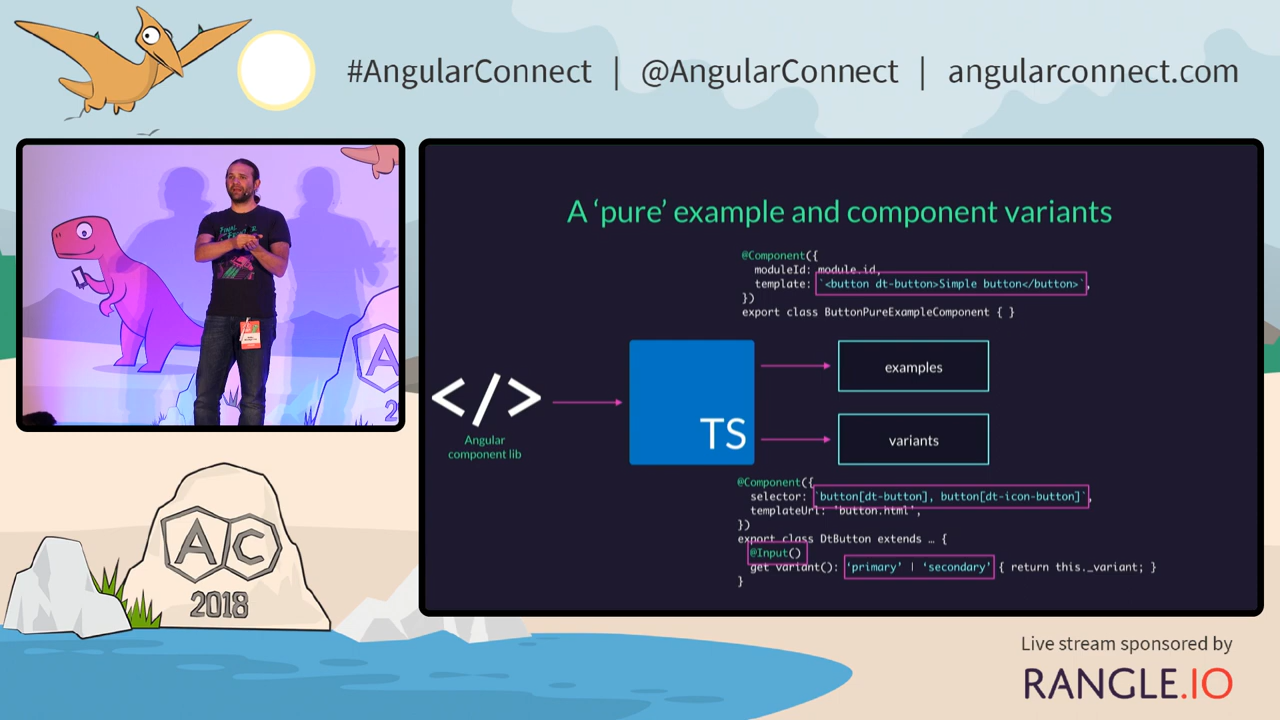 #AngularConnect | @AngularConnect | angularconnect.com
A ‘pure’ example and component variants
@Component({
moduleId: module.id,
template: `<button dt-button>Simple button</button>`,
})
export class ButtonPureExampleComponent { }
</>
Angular
component lib
TS
examples
variants
@Component({
selector: `button[dt-button], button[dt-icon-button]`,
templateUrl: 'button.html',
})
export class DtButton extends … {
@Input()
get variant(): ‘primary’ | ‘secondary’ { return this._variant; }
}
AC
2018
Live stream sponsored by
RANGLE.IO